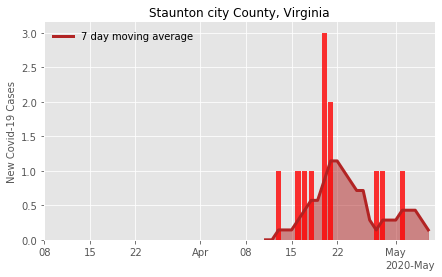 Staunton city County, Virginia
7 day moving average
New Covid-19 Cases
3.0
2.5
2.0
1.5
1.0
0.5
0.0
08 15 22 Apr 08 15 22 May
2020-May